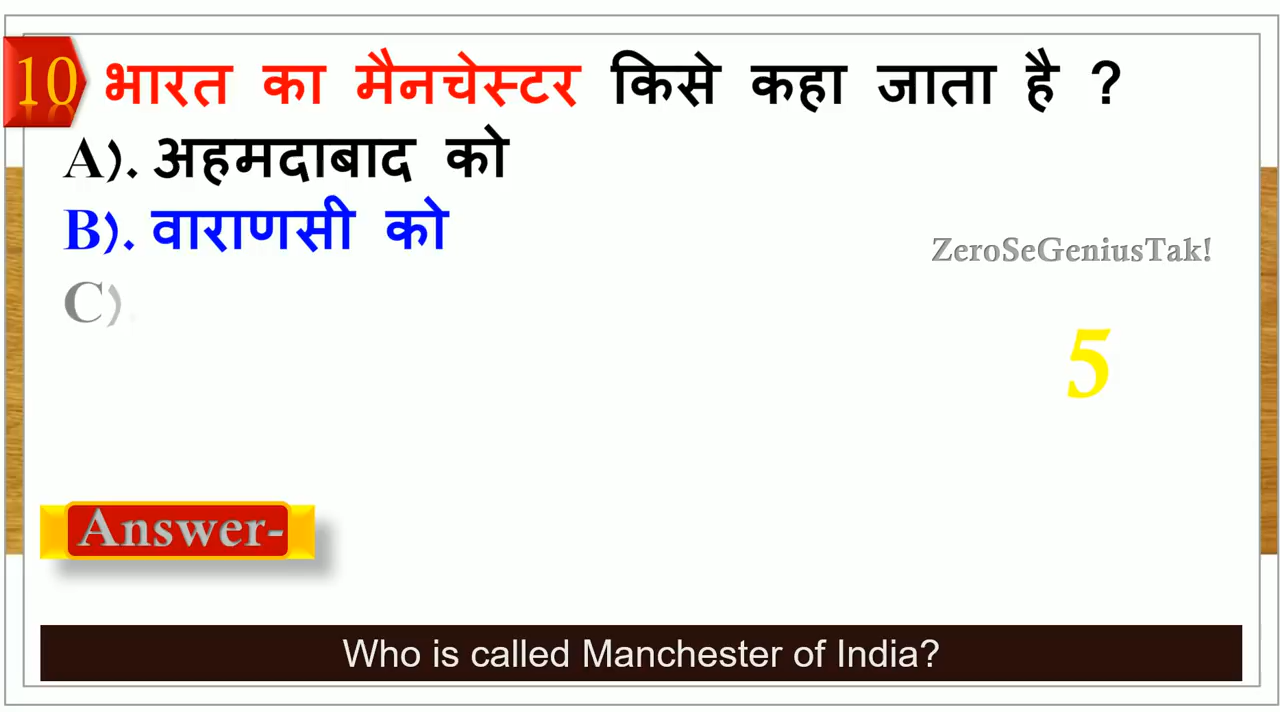 10 भारत का मैनचेस्टर किसे कहा जाता है ?
A). अहमदाबाद को
B). वाराणसी को
ZeroSeGeniusTak!
C).
5
Answer-
Who is called Manchester of India?